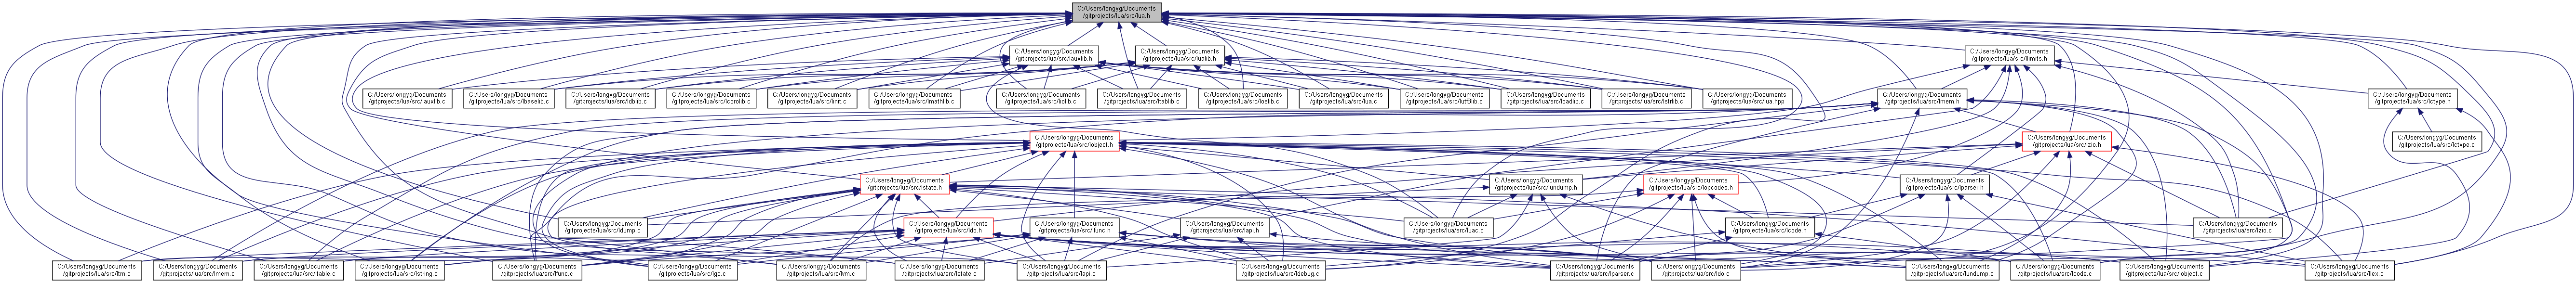 C:/Users/longyg/Documents
/gitprojects/lua/src/lua.h
C:/Users/longyg/Documents
/gitprojects/lua/src/lauxlib.h
C:/Users/longyg/Documents
/gitprojects/lua/src/lualib.h
C:/Users/longyg/Documents
/gitprojects/lua/src/llimits.h
C:/Users/longyg/Documents
/gitprojects/lua/src/lauxlib.c
C:/Users/longyg/Documents
/gitprojects/lua/src/lbaselib.c
C:/Users/longyg/Documents
/gitprojects/lua/src/ldblib.c
C:/Users/longyg/Documents
/gitprojects/lua/src/lcorolib.c
C:/Users/longyg/Documents
/gitprojects/lua/src/linit.c
C:/Users/longyg/Documents
/gitprojects/lua/src/lmathlib.c
C:/Users/longyg/Documents
/gitprojects/lua/src/liolib.c
C:/Users/longyg/Documents
/gitprojects/lua/src/ltablib.c
C:/Users/longyg/Documents
/gitprojects/lua/src/loslib.c
C:/Users/longyg/Documents
/gitprojects/lua/src/lua.c
C:/Users/longyg/Documents
/gitprojects/lua/src/lutf8lib.c
C:/Users/longyg/Documents
/gitprojects/lua/src/loadlib.c
C:/Users/longyg/Documents
/gitprojects/lua/src/lstrlib.c
C:/Users/longyg/Documents
/gitprojects/lua/src/lua.hpp
C:/Users/longyg/Documents
/gitprojects/lua/src/lmem.h
C:/Users/longyg/Documents
/gitprojects/lua/src/lctype.h
C:/Users/longyg/Documents
/gitprojects/lua/src/lobject.h
C:/Users/longyg/Documents
/gitprojects/lua/src/lzio.h
C:/Users/longyg/Documents
/gitprojects/lua/src/lctype.c
C:/Users/longyg/Documents
/gitprojects/lua/src/lstate.h
C:/Users/longyg/Documents
/gitprojects/lua/src/lundump.h
C:/Users/longyg/Documents
/gitprojects/lua/src/lopcodes.h
C:/Users/longyg/Documents
/gitprojects/lua/src/lparser.h
C:/Users/longyg/Documents
/gitprojects/lua/src/ldump.c
C:/Users/longyg/Documents
/gitprojects/lua/src/ldo.h
C:/Users/longyg/Documents
/gitprojects/lua/src/lfunc.h
C:/Users/longyg/Documents
/gitprojects/lua/src/lapi.h
C:/Users/longyg/Documents
/gitprojects/lua/src/luac.c
C:/Users/longyg/Documents
/gitprojects/lua/src/lcode.h
C:/Users/longyg/Documents
/gitprojects/lua/src/lzio.c
C:/Users/longyg/Documents
/gitprojects/lua/src/ltm.c
C:/Users/longyg/Documents
/gitprojects/lua/src/lmem.c
C:/Users/longyg/Documents
/gitprojects/lua/src/ltable.c
C:/Users/longyg/Documents
/gitprojects/lua/src/lstring.c
C:/Users/longyg/Documents
/gitprojects/lua/src/lfunc.c
C:/Users/longyg/Documents
/gitprojects/lua/src/lgc.c
C:/Users/longyg/Documents
/gitprojects/lua/src/lvm.c
C:/Users/longyg/Documents
/gitprojects/lua/src/lstate.c
C:/Users/longyg/Documents
/gitprojects/lua/src/lapi.c
C:/Users/longyg/Documents
/gitprojects/lua/src/ldebug.c
C:/Users/longyg/Documents
/gitprojects/lua/src/lparser.c
C:/Users/longyg/Documents
/gitprojects/lua/src/ldo.c
C:/Users/longyg/Documents
/gitprojects/lua/src/lundump.c
C:/Users/longyg/Documents
/gitprojects/lua/src/lcode.c
C:/Users/longyg/Documents
/gitprojects/lua/src/lobject.c
C:/Users/longyg/Documents
/gitprojects/lua/src/llex.c